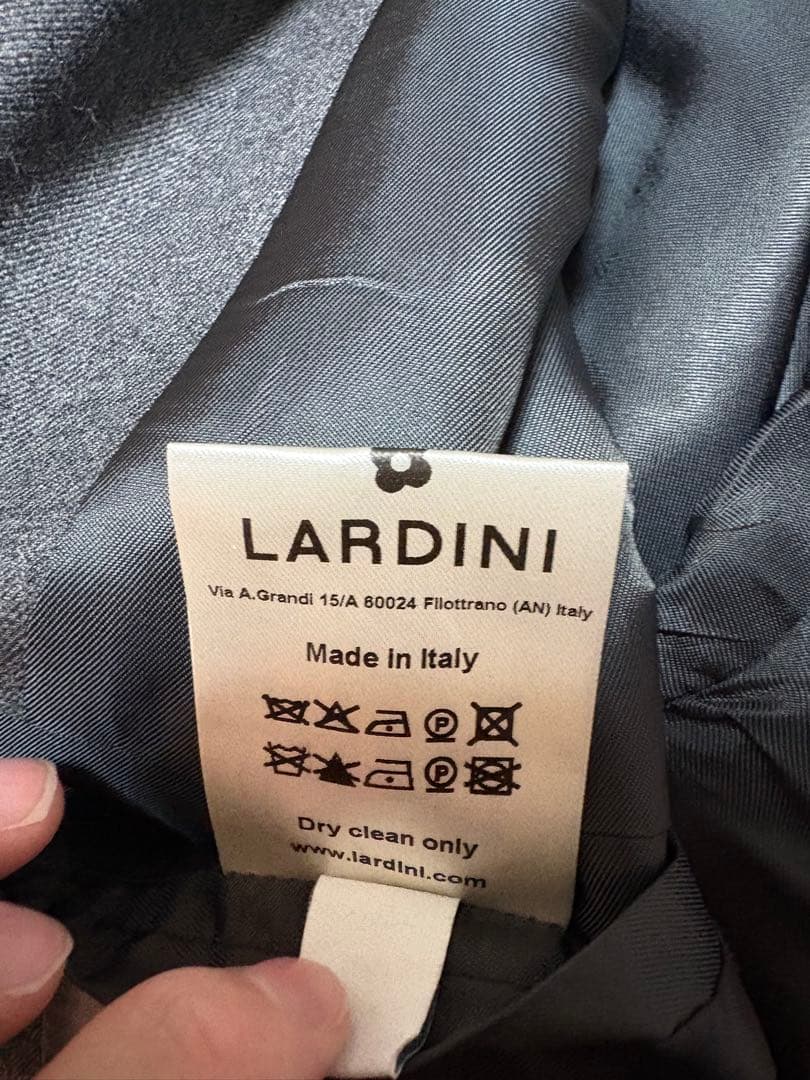 LARDINI
Via A.Grandi 15/A 60024 Filottrano (AN) Italy
Made in Italy
P
P
Dry clean only
www.lardini.com